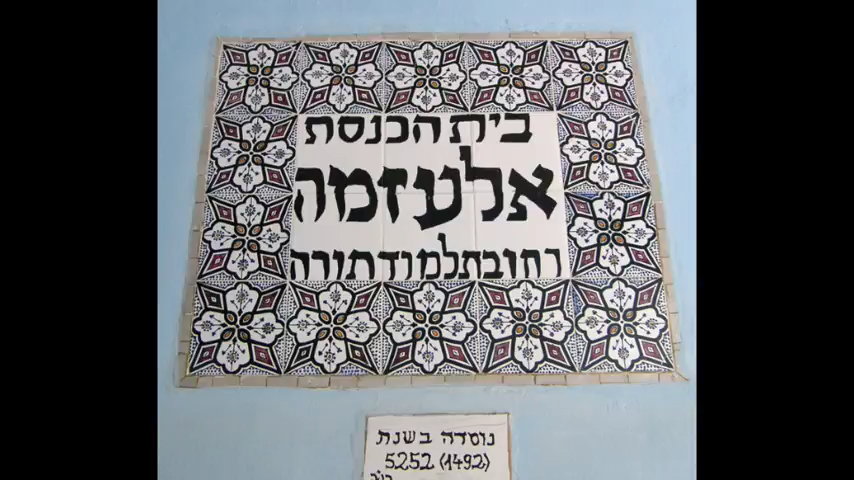 בית הכנסת
אלעזמה
רחוב תלמוד תורה
נוסדה בשנת
5252 (1492)